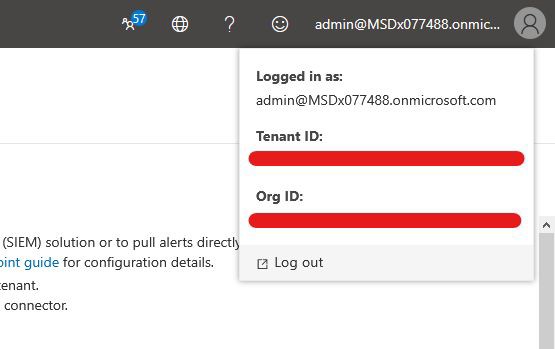 57
?
admin@MSDx077488.onmic...
Logged in as:
admin@MSDx077488.onmicrosoft.com
Tenant ID:
Org ID:
(SIEM) solution or to pull alerts directly
oint guide for configuration details.
tenant.
connector.
Log out